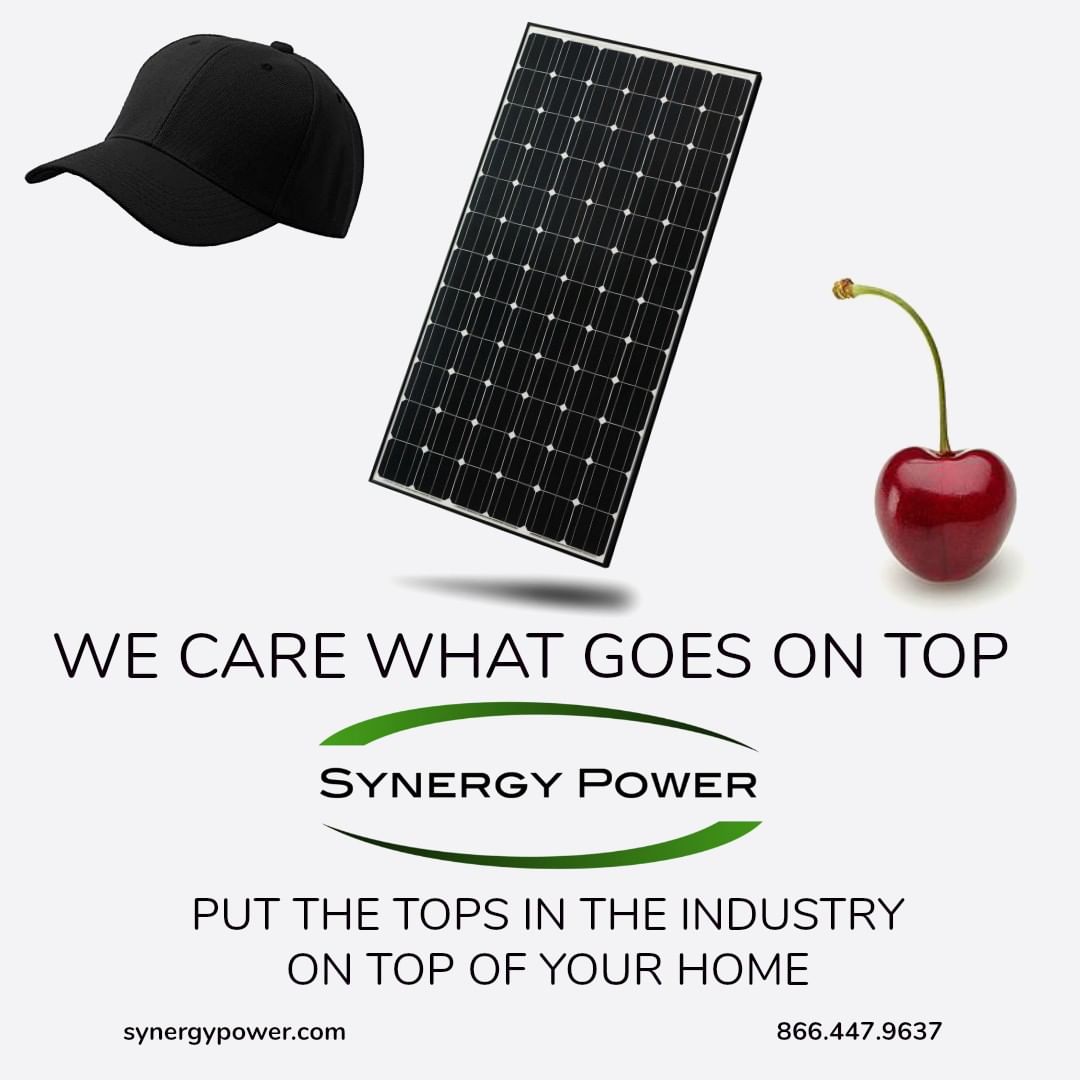 WE CARE WHAT GOES ON TOP
SYNERGY POWER
PUT THE TOPS IN THE INDUSTRY
ON TOP OF YOUR HOME
synergypower.com
866.447.9637